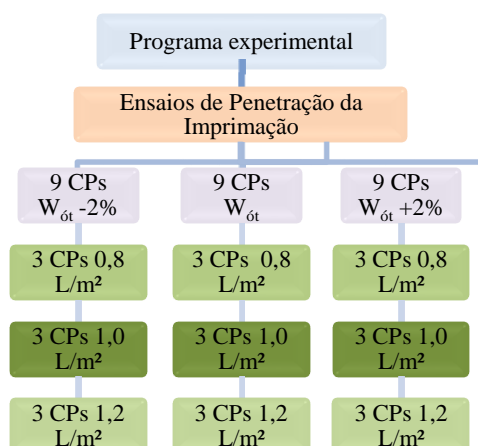 Programa experimental
Ensaios de Penetração da
Imprimação
9 CPs
W_ót -2%
9 CPs
W_ót
9 CPs
W_ót +2%
3 CPs 0,8
L/m²
3 CPs 0,8
L/m²
3 CPs 0,8
L/m²
3 CPs 1,0
L/m²
3 CPs 1,0
L/m²
3 CPs 1,0
L/m²
3 CPs 1,2
L/m²
3 CPs 1,2
L/m²
3 CPs 1,2
L/m²